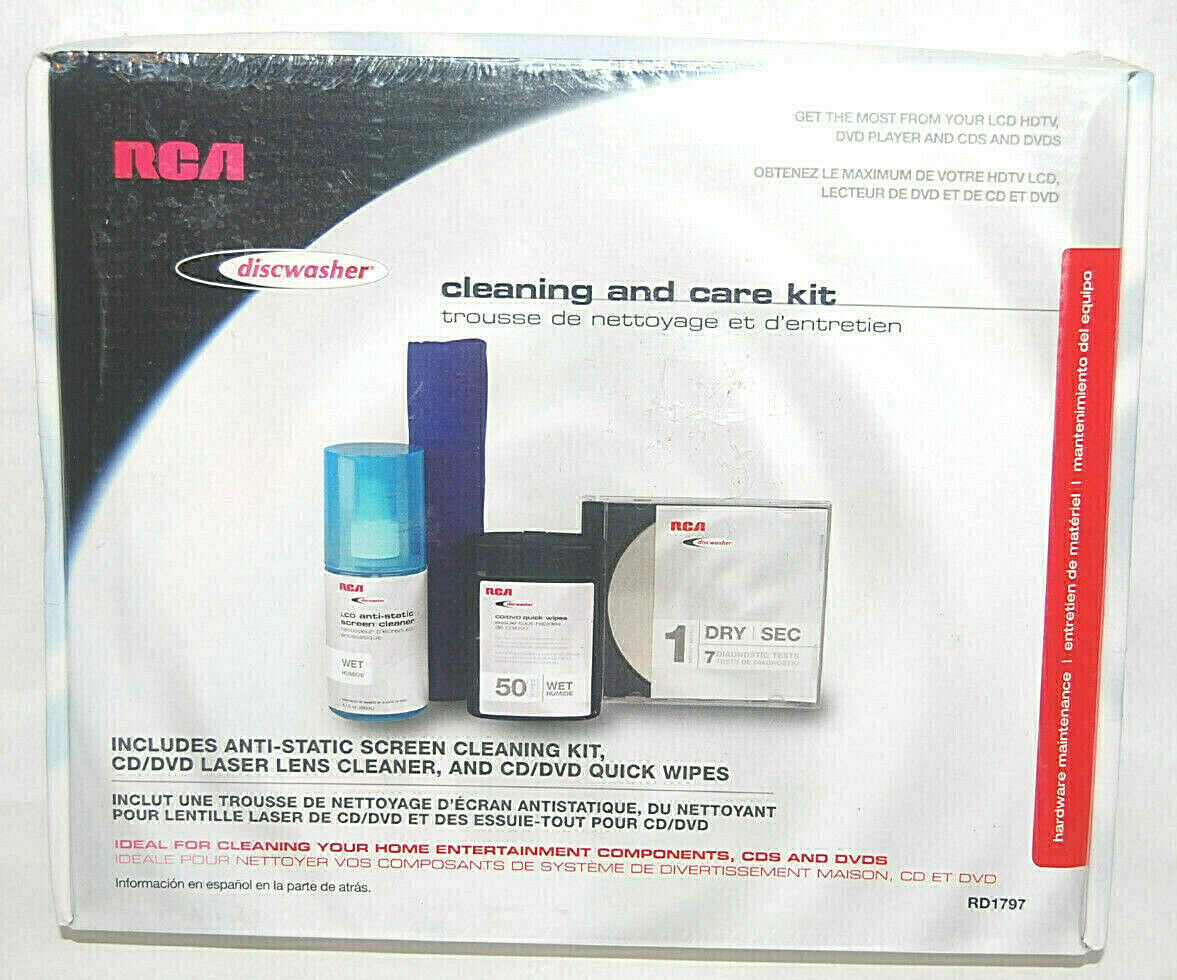 GET THE MOST FROM YOUR LCD HDTV,
DVD PLAYER AND CDS AND DVDS
OBTENEZ LE MAXIMUM DE VOTRE HDTV LCD,
LECTEUR DE DVD ET DE CD ET DVD
RCA
discwasher
cleaning and care kit
trousse de nettoyage et d'entretien
hardware maintenance | entretien de matériel | mantenimiento del equipo
RCA
discwasher
LCD anti-static
screen cleaner
antistatique
WET
HUMIDE
RCA
discwasher
CD/DVD quick wipes
50
WET
HUMIDE
RCA
discwasher
1
DRY | SEC
7 DIAGNOSTIC TESTS
TESTS DE DIAGNOSTIC
INCLUDES ANTI-STATIC SCREEN CLEANING KIT,
CD/DVD LASER LENS CLEANER, AND CD/DVD QUICK WIPES
INCLUT UNE TROUSSE DE NETTOYAGE D'ÉCRAN ANTISTATIQUE, DU NETTOYANT
POUR LENTILLE LASER DE CD/DVD ET DES ESSUIE-TOUT POUR CD/DVD
IDEAL FOR CLEANING YOUR HOME ENTERTAINMENT COMPONENTS, CDS AND DVDS
IDEALE POUR NETTOYER VOS COMPOSANTS DE SYSTÈME DE DIVERTISSEMENT MAISON, CD ET DVD
Información en español en la parte de atrás.
RD1797